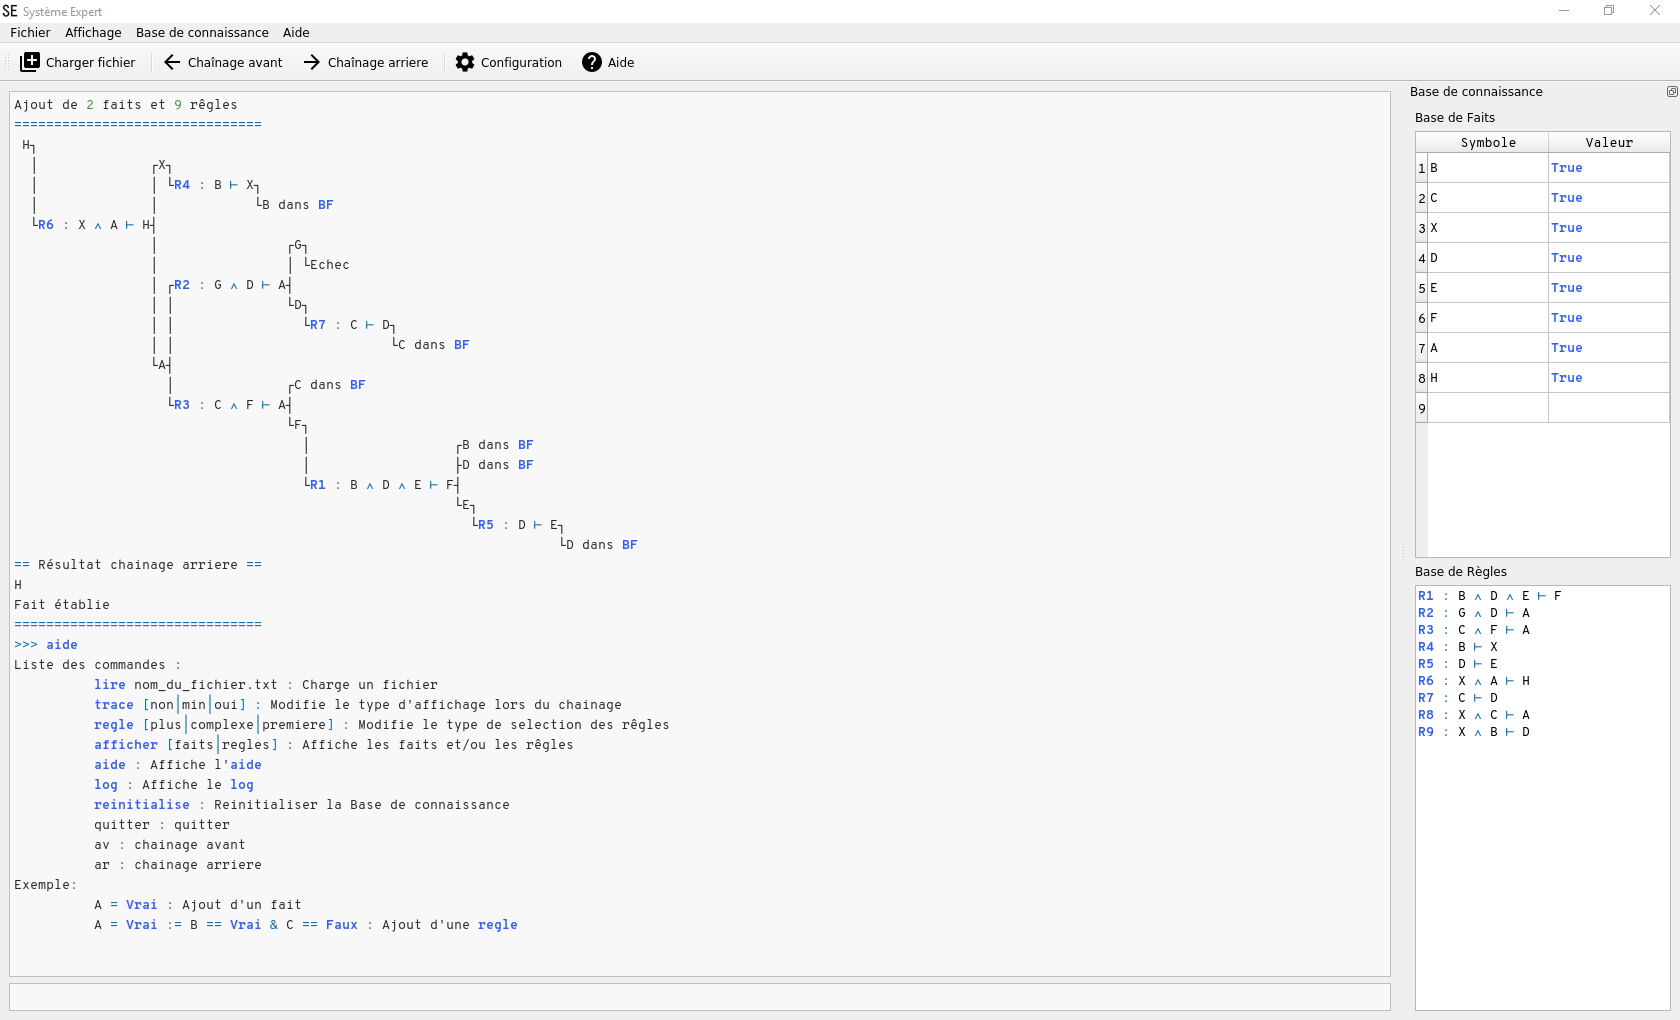 SE Système Expert
Fichier Affichage Base de connaissance Aide
Charger fichier Chaînage avant Chaînage arriere Configuration Aide
Ajout de 2 faits et 9 rêgles
===============================
H┐
│ ┌X┐
│ │ └R4 : B ⊢ X┐
│ │ └B dans BF
└R6 : X ∧ A ⊢ H┤
│ ┌G┐
│ │ └Echec
│ ┌R2 : G ∧ D ⊢ A┤
│ │ └D┐
│ │ └R7 : C ⊢ D┐
│ │ └C dans BF
└A┤
│ ┌C dans BF
└R3 : C ∧ F ⊢ A┤
└F┐
│ ┌B dans BF
│ ├D dans BF
└R1 : B ∧ D ∧ E ⊢ F┤
└E┐
└R5 : D ⊢ E┐
└D dans BF
== Résultat chainage arriere ==
H
Fait établie
===============================
>>> aide
Liste des commandes :
lire nom_du_fichier.txt : Charge un fichier
trace [non|min|oui] : Modifie le type d'affichage lors du chainage
regle [plus|complexe|premiere] : Modifie le type de selection des rêgles
afficher [faits|regles] : Affiche les faits et/ou les rêgles
aide : Affiche l'aide
log : Affiche le log
reinitialise : Reinitialiser la Base de connaissance
quitter : quitter
av : chainage avant
ar : chainage arriere
Exemple:
A = Vrai : Ajout d'un fait
A = Vrai := B == Vrai & C == Faux : Ajout d'une regle
Base de connaissance
Base de Faits
Symbole Valeur
1 B True
2 C True
3 X True
4 D True
5 E True
6 F True
7 A True
8 H True
9
Base de Règles
R1 : B ∧ D ∧ E ⊢ F
R2 : G ∧ D ⊢ A
R3 : C ∧ F ⊢ A
R4 : B ⊢ X
R5 : D ⊢ E
R6 : X ∧ A ⊢ H
R7 : C ⊢ D
R8 : X ∧ C ⊢ A
R9 : X ∧ B ⊢ D